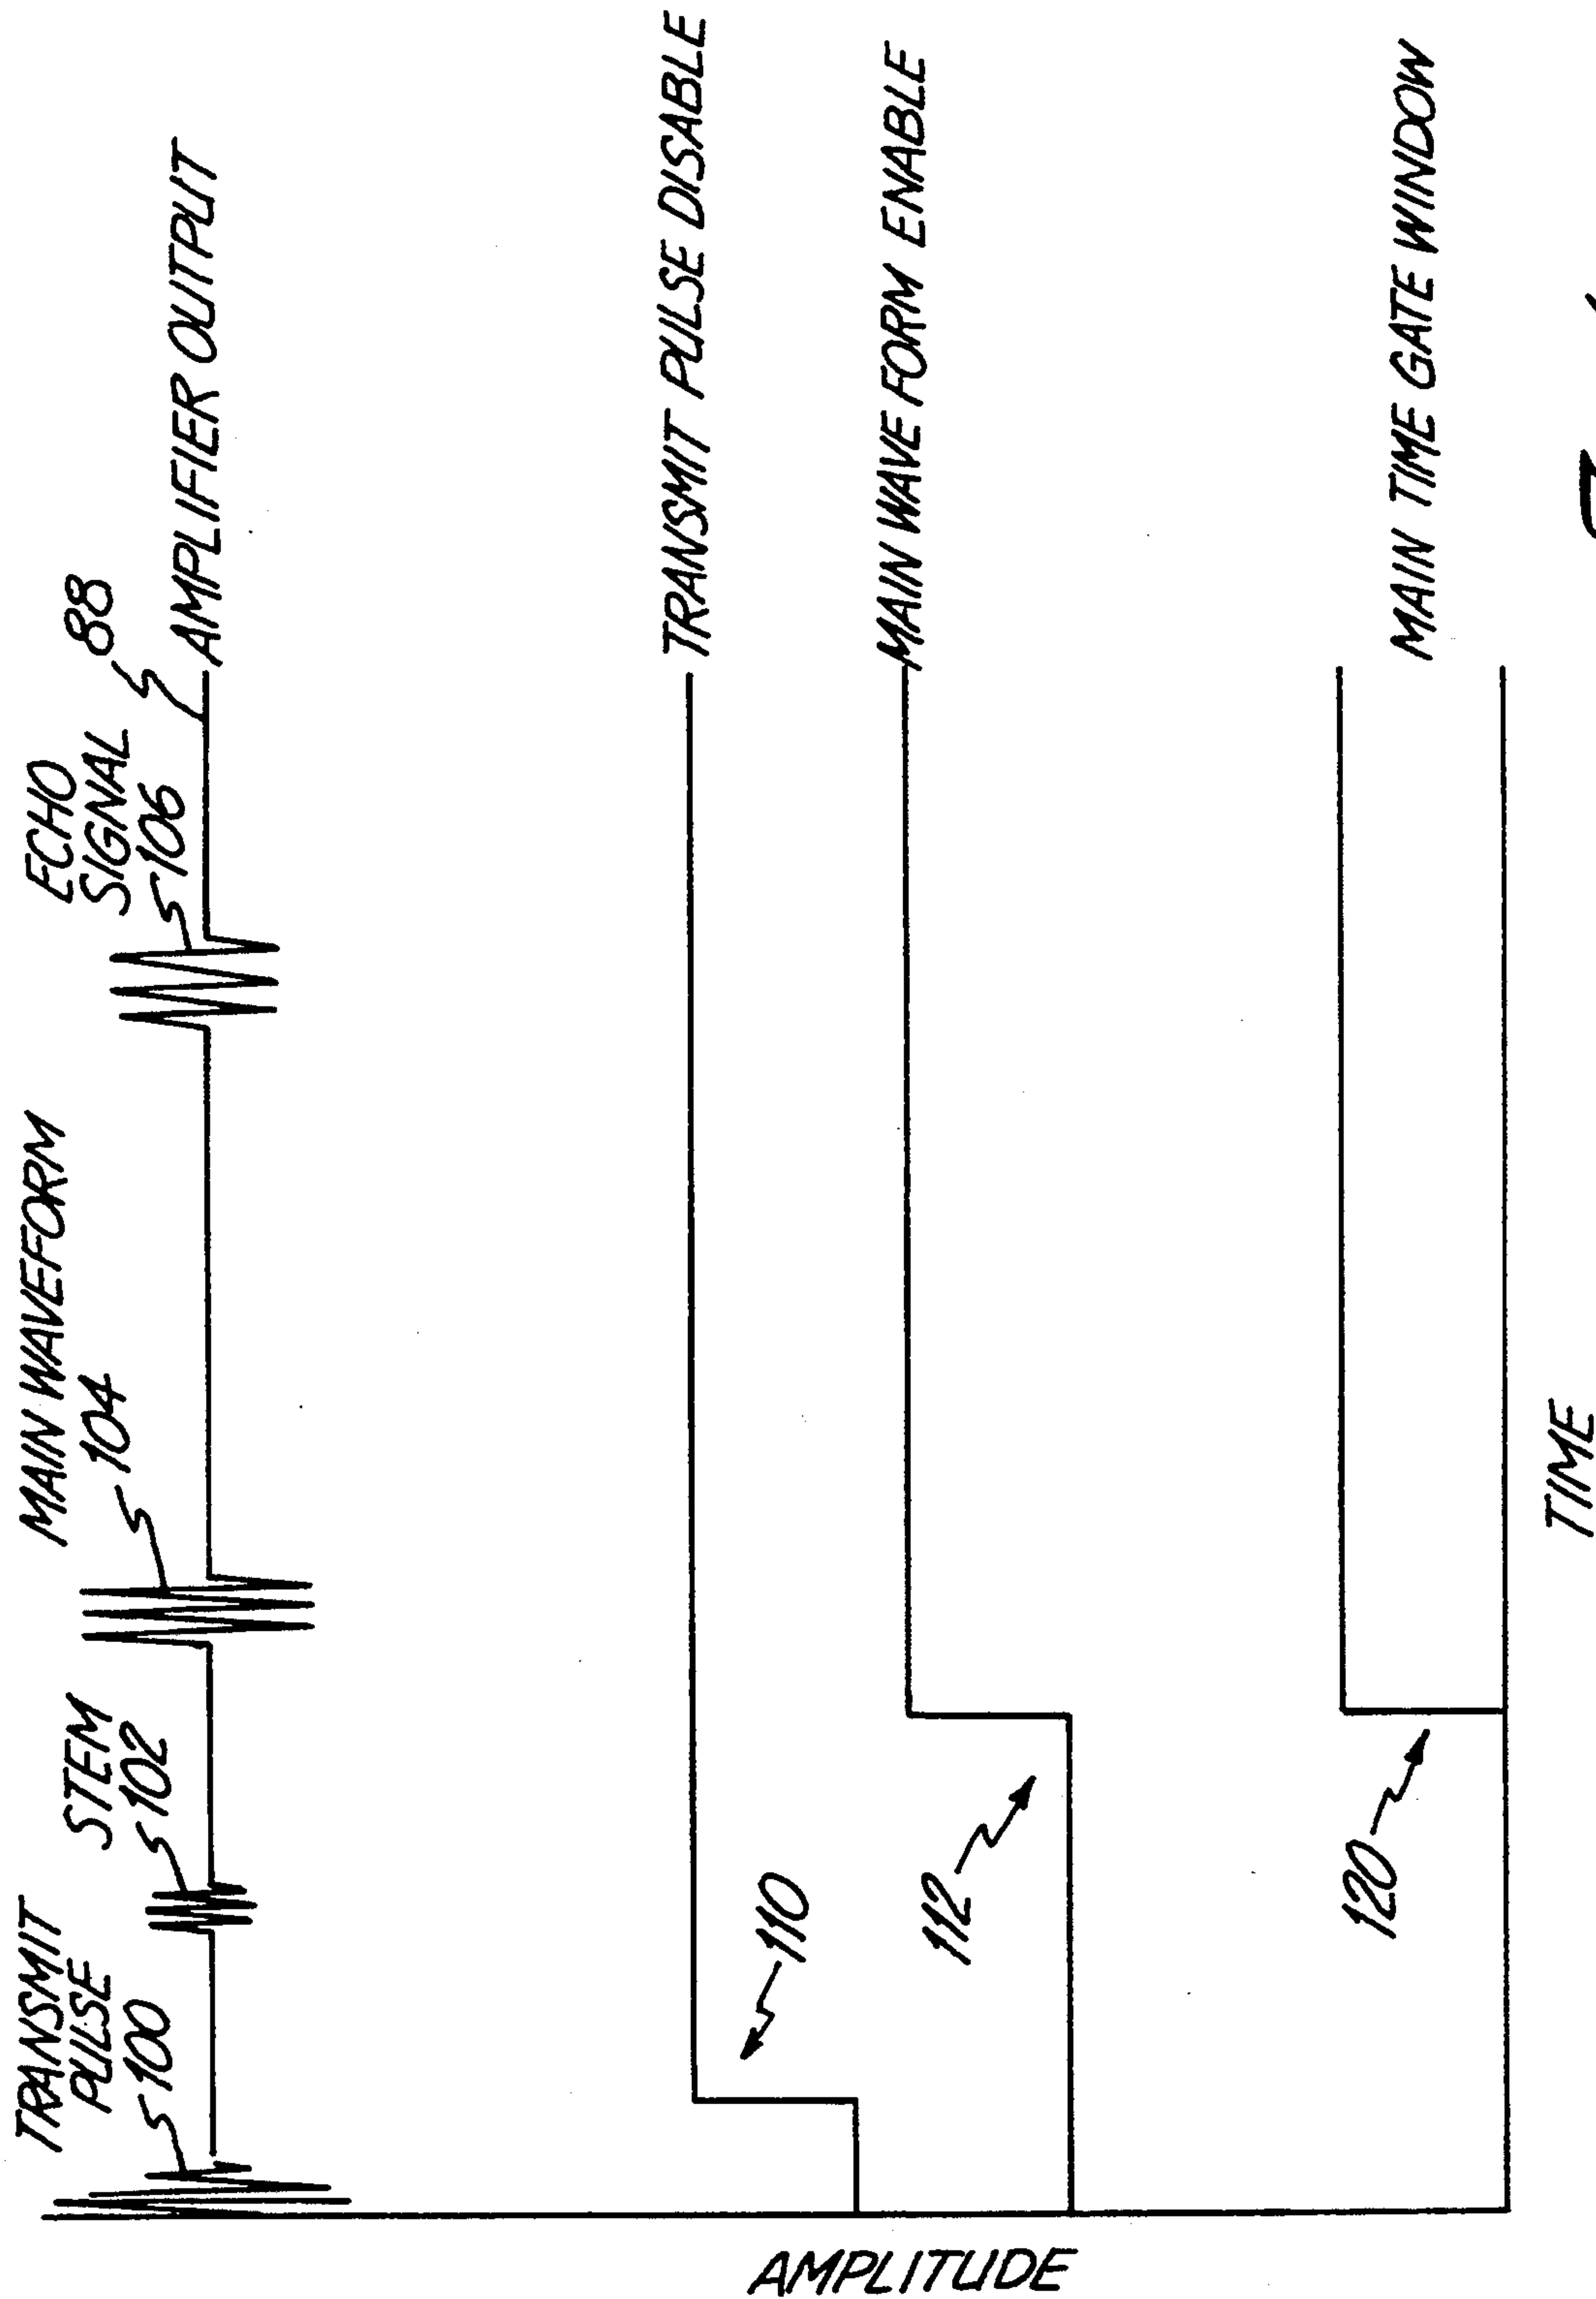 TRANSMIT
PULSE
100
STEM
102
MAIN WAVEFORM
104
ECHO
SIGNAL
106
88
AMPLIFIER OUTPUT
TRANSMIT PULSE DISABLE
110
MAIN WAVE FORM ENABLE
112
MAIN TIME GATE WINDOW
120
AMPLITUDE
TIME